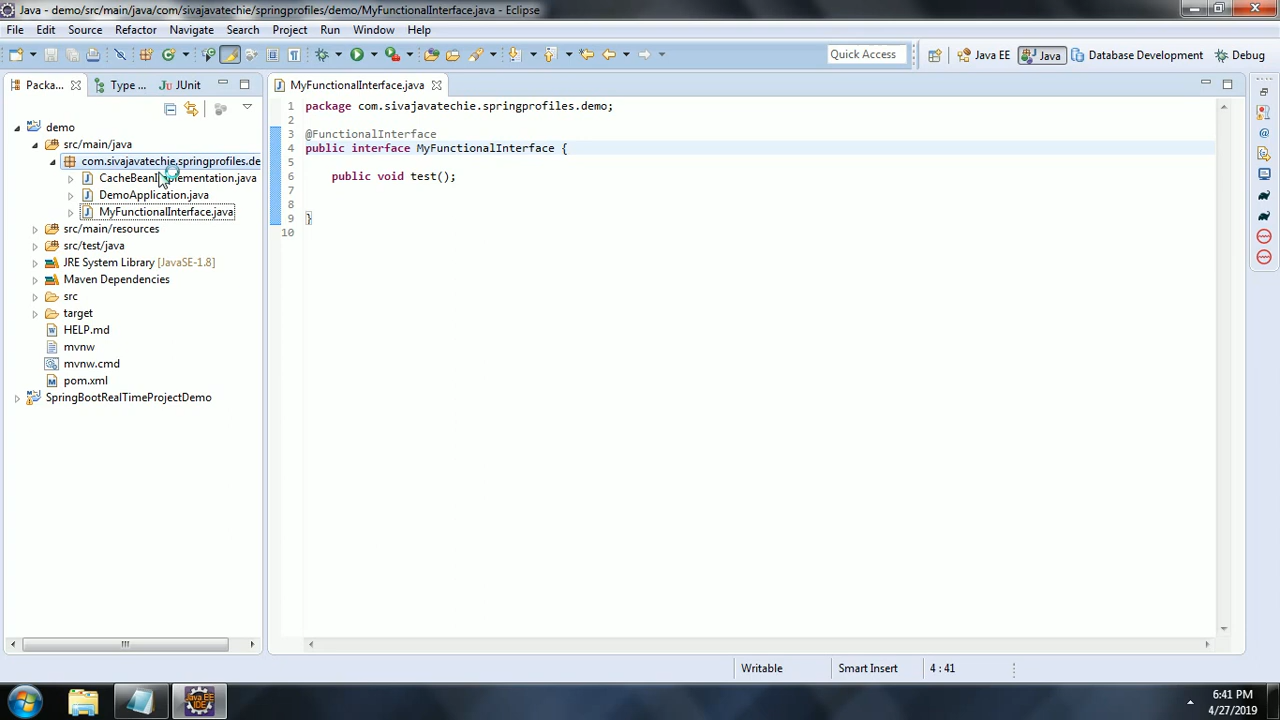 Java - demo/src/main/java/com/sivajavatechie/springprofiles/demo/MyFunctionalInterface.java - Eclipse
File Edit Source Refactor Navigate Search Project Run Window Help
Quick Access Java EE Java Database Development Debug
Packa... Type ... JUnit
MyFunctionalInterface.java
demo
src/main/java
com.sivajavatechie.springprofiles.de
CacheBeanImplementation.java
DemoApplication.java
MyFunctionalInterface.java
src/main/resources
src/test/java
JRE System Library [JavaSE-1.8]
Maven Dependencies
src
target
HELP.md
mvnw
mvnw.cmd
pom.xml
SpringBootRealTimeProjectDemo
1 package com.sivajavatechie.springprofiles.demo;
2
3 @FunctionalInterface
4 public interface MyFunctionalInterface {
5
6 public void test();
7
8
9 }
10
Writable Smart Insert 4 : 41
Java EE
IDE
6:41 PM
4/27/2019